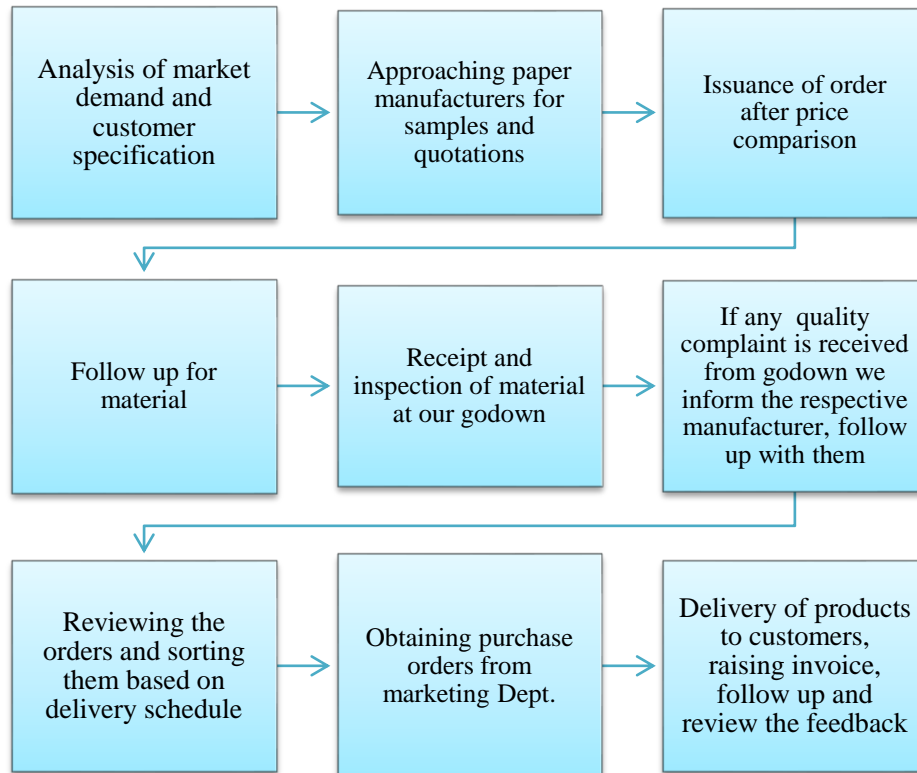 Analysis of market
demand and
customer
specification
Approaching paper
manufacturers for
samples and
quotations
Issuance of order
after price
comparison
Follow up for
material
Receipt and
inspection of material
at our godown
If any  quality
complaint is received
from godown we
inform the respective
manufacturer, follow
up with them
Reviewing the
orders and sorting
them based on
delivery schedule
Obtaining purchase
orders from
marketing Dept.
Delivery of products
to customers,
raising invoice,
follow up and
review the feedback